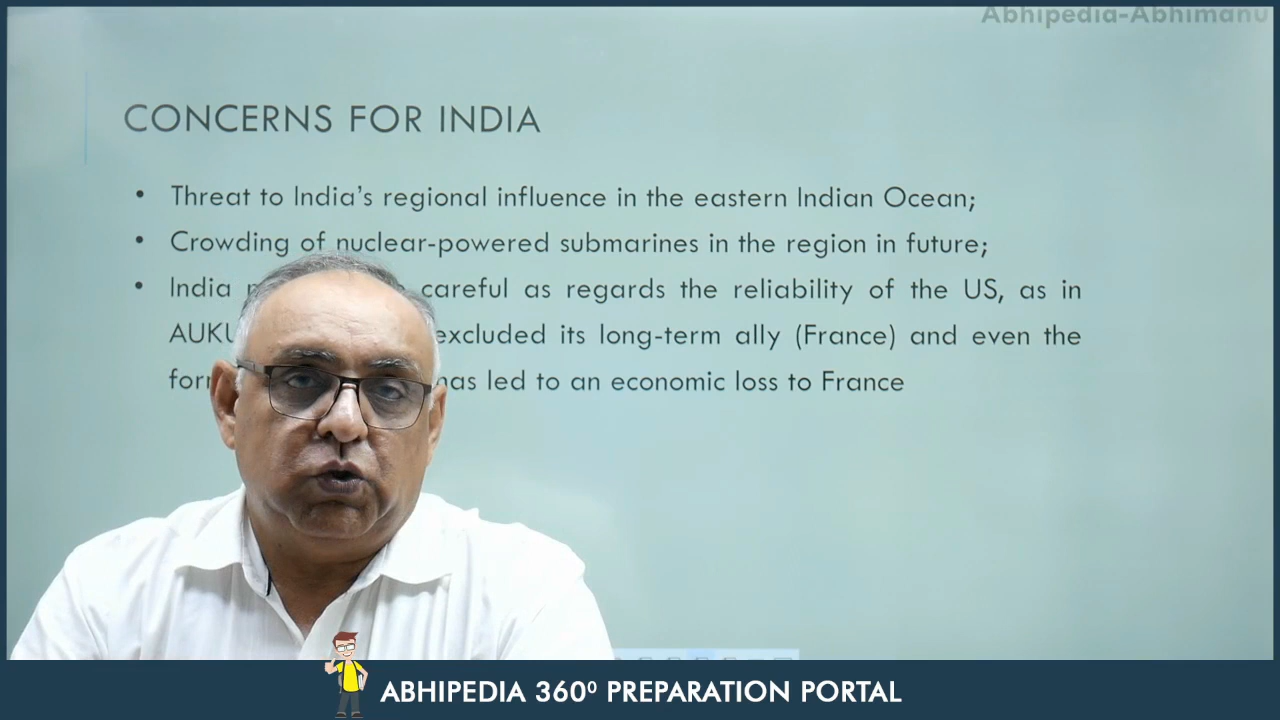 Abhipedia-Abhimanu
CONCERNS FOR INDIA
• Threat to India's regional influence in the eastern Indian Ocean;
• Crowding of nuclear-powered submarines in the region in future;
• India careful as regards the reliability of the US, as in
excluded its long-term ally (France) and even the
has led to an economic loss to France
ABHIPEDIA 360⁰ PREPARATION PORTAL